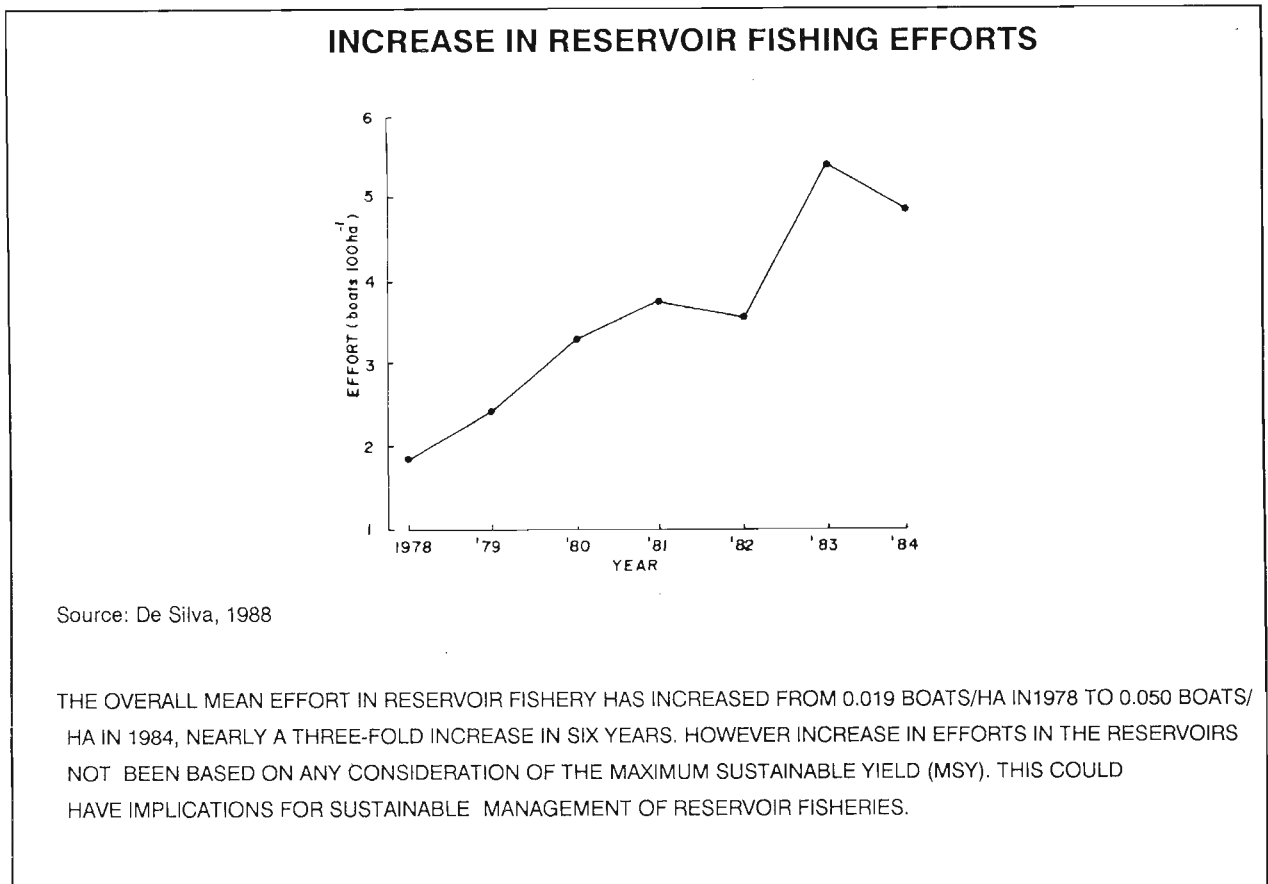 INCREASE IN RESERVOIR FISHING EFFORTS
6
5
4
3
2
1
EFFORT (boats 100ha⁻¹)
1978 '79 '80 '81 '82 '83 '84
YEAR
Source: De Silva, 1988
THE OVERALL MEAN EFFORT IN RESERVOIR FISHERY HAS INCREASED FROM 0.019 BOATS/HA IN1978 TO 0.050 BOATS/
HA IN 1984, NEARLY A THREE-FOLD INCREASE IN SIX YEARS. HOWEVER INCREASE IN EFFORTS IN THE RESERVOIRS
NOT BEEN BASED ON ANY CONSIDERATION OF THE MAXIMUM SUSTAINABLE YIELD (MSY). THIS COULD
HAVE IMPLICATIONS FOR SUSTAINABLE MANAGEMENT OF RESERVOIR FISHERIES.